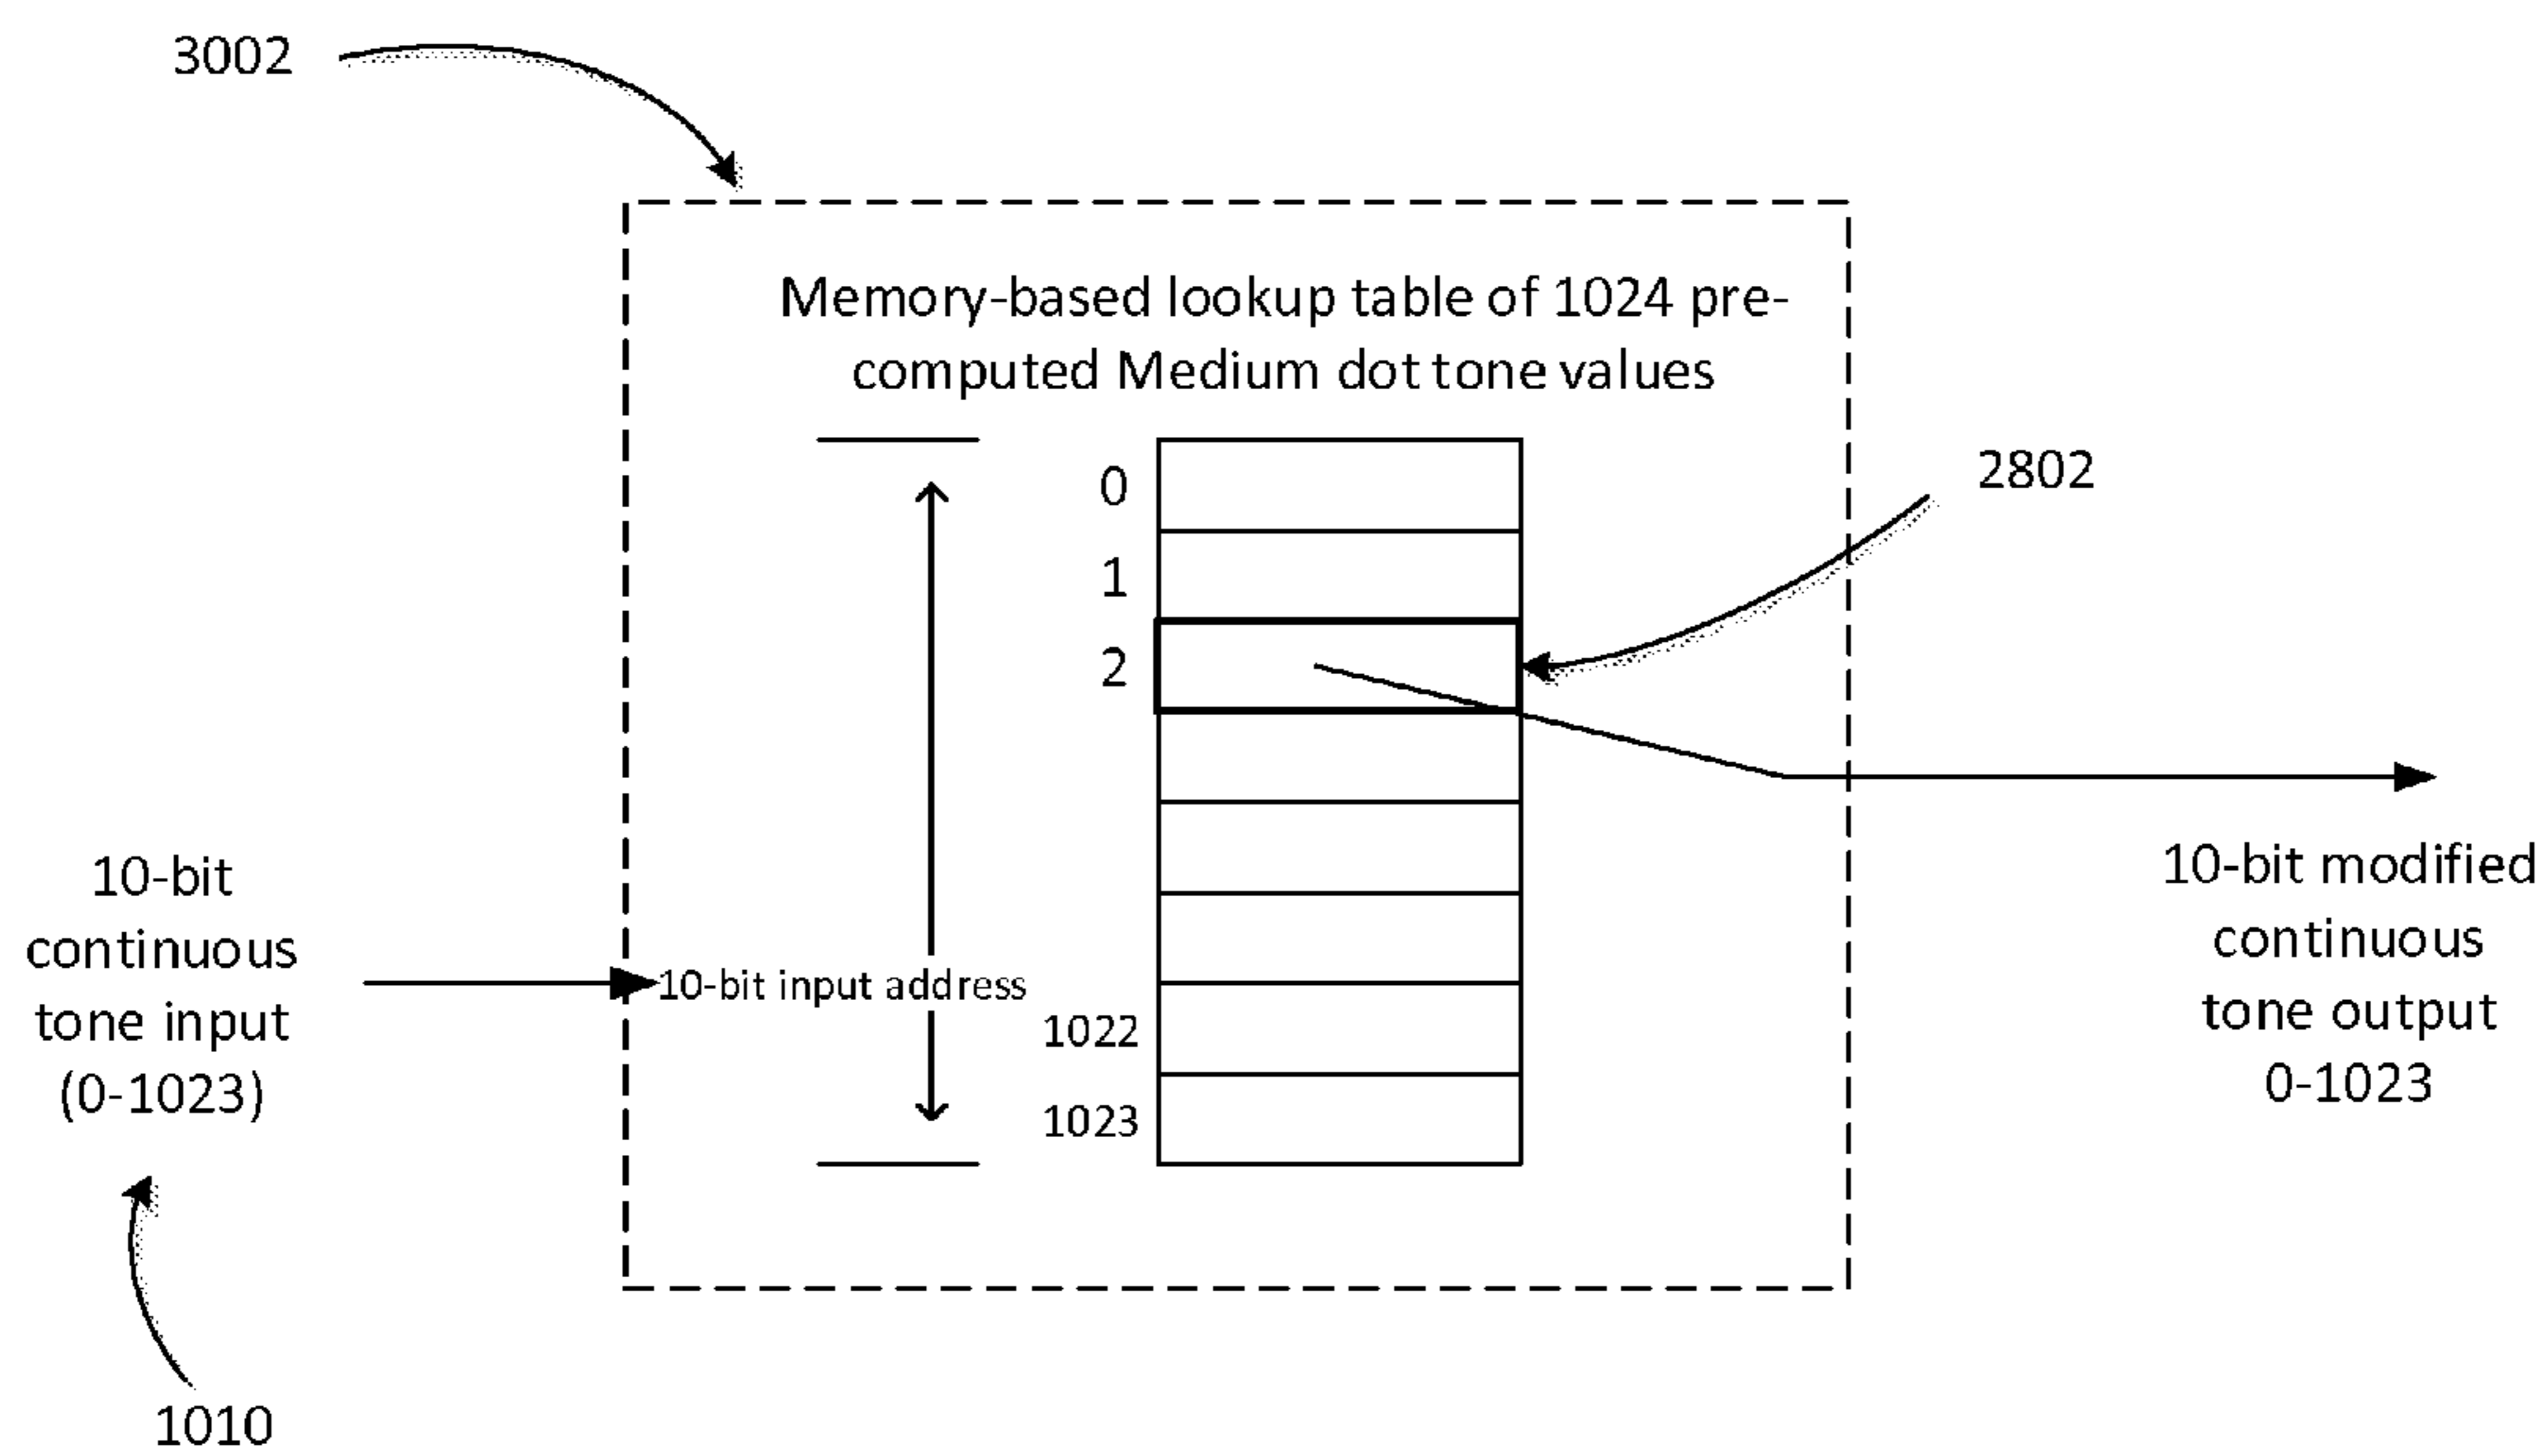 3002
Memory-based lookup table of 1024 pre-
computed Medium dot tone values
0
1
2
2802
10-bit
continuous
tone input
(0-1023)
10-bit input address
1022
1023
10-bit modified
continuous
tone output
0-1023
1010